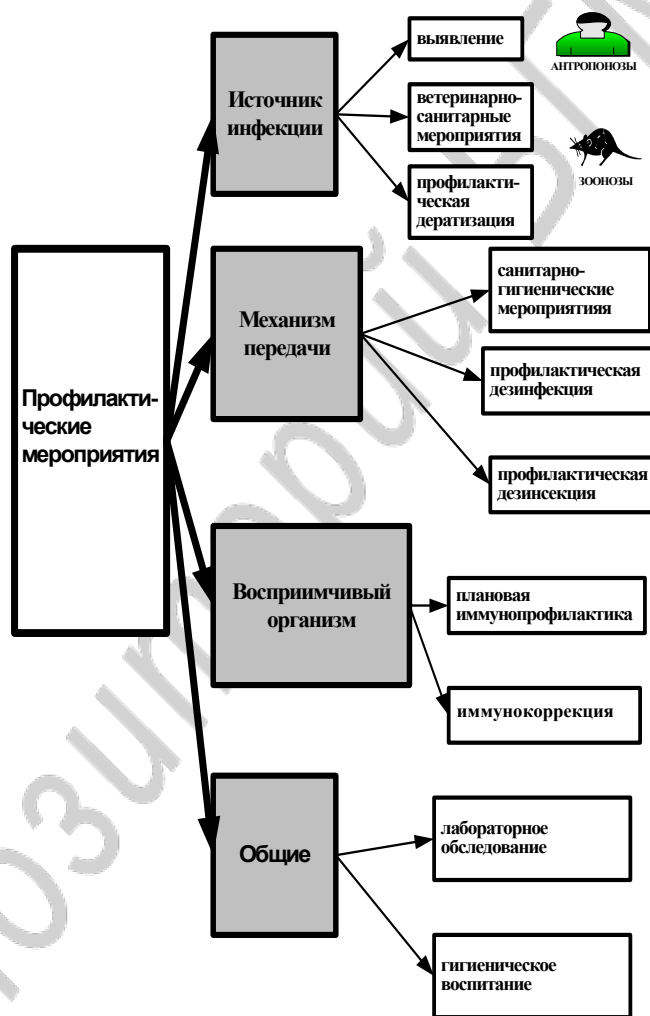 Профилакти-
ческие
мероприятия
Источник
инфекции
выявление
АНТРОПОНОЗЫ
ветеринарно-
санитарные
мероприятия
ЗООНОЗЫ
профилакти-
ческая
дератизация
Механизм
передачи
санитарно-
гигиенические
мероприятияя
профилактическая
дезинфекция
профилактическая
дезинсекция
Восприимчивый
организм
плановая
иммунопрофилактика
иммунокоррекция
Общие
лабораторное
обследование
гигиеническое
воспитание